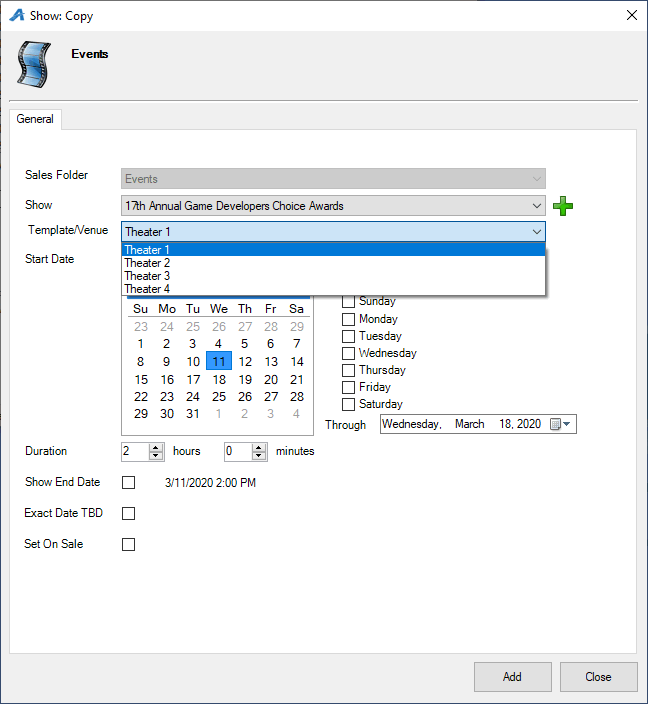 Show: Copy
Events
General
Sales Folder Events
Show 17th Annual Game Developers Choice Awards
Template/Venue Theater 1
Theater 1
Theater 2
Theater 3
Theater 4
Start Date
Su Mo Tu We Th Fr Sa
23 24 25 26 27 28 29
1 2 3 4 5 6 7
8 9 10 11 12 13 14
15 16 17 18 19 20 21
22 23 24 25 26 27 28
29 30 31 1 2 3 4
Sunday
Monday
Tuesday
Wednesday
Thursday
Friday
Saturday
Through Wednesday, March 18, 2020
Duration 2 hours 0 minutes
Show End Date 3/11/2020 2:00 PM
Exact Date TBD
Set On Sale
Add Close